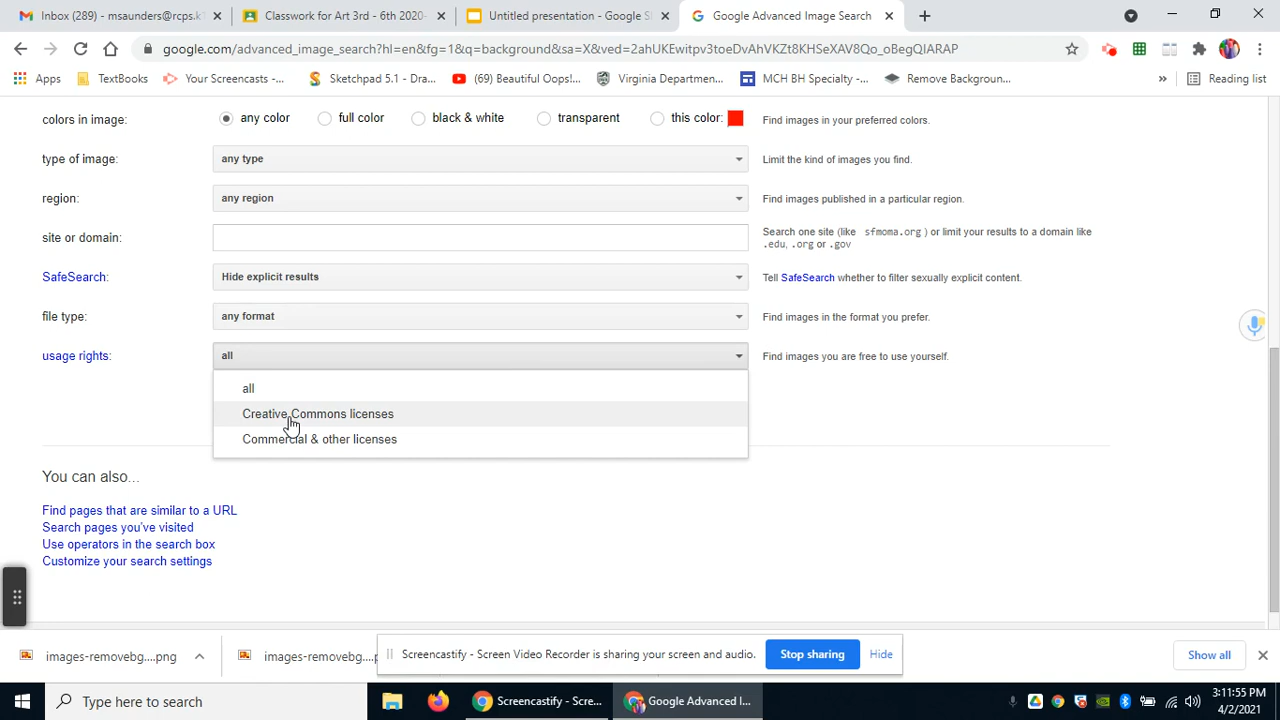 Inbox (289) - msaunders@rcps.k
Classwork for Art 3rd - 6th 2020-
Untitled presentation - Google S
Google Advanced Image Search
google.com/advanced_image_search?hl=en&fg=1&q=background&sa=X&ved=2ahUKEwitpv3toeDvAhVKZt8KHSeXAV8Qo_oBegQIARAP
Apps
TextBooks
Your Screencasts -...
Sketchpad 5.1 - Dra...
(69) Beautiful Oops!...
Virginia Departmen...
MCH BH Specialty -...
Remove Backgroun...
»
Reading list
colors in image:
any color
full color
black & white
transparent
this color:
Find images in your preferred colors.
type of image:
any type
Limit the kind of images you find.
region:
any region
Find images published in a particular region.
site or domain:
Search one site (like sfmoma.org ) or limit your results to a domain like
.edu, .org or .gov
SafeSearch:
Hide explicit results
Tell SafeSearch whether to filter sexually explicit content.
file type:
any format
Find images in the format you prefer.
usage rights:
all
Find images you are free to use yourself.
all
Creative Commons licenses
Commercial & other licenses
You can also...
Find pages that are similar to a URL
Search pages you've visited
Use operators in the search box
Customize your search settings
images-removebg....png
images-removebg....p
Screencastify - Screen Video Recorder is sharing your screen and audio.
Stop sharing
Hide
Show all
Type here to search
Screencastify - Scree...
Google Advanced I...
3:11:55 PM
4/2/2021